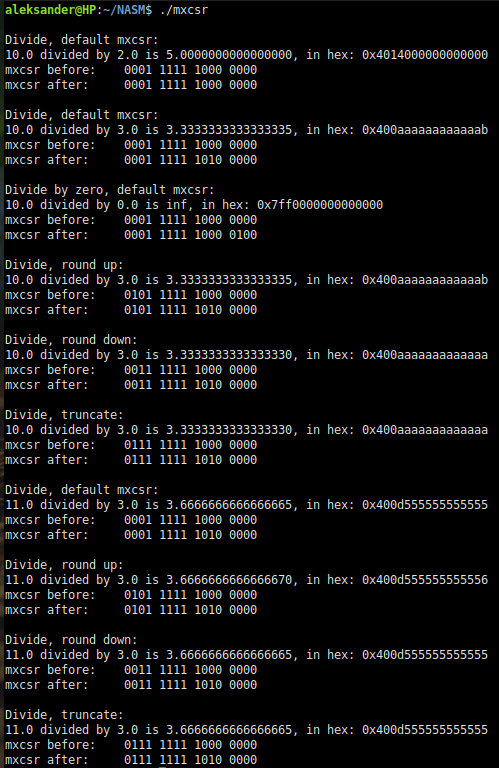 aleksander@HP:~/NASM$ ./mxcsr
Divide, default mxcsr:
10.0 divided by 2.0 is 5.0000000000000000, in hex: 0x4014000000000000
mxcsr before:     0001 1111 1000 0000
mxcsr after:      0001 1111 1000 0000
Divide, default mxcsr:
10.0 divided by 3.0 is 3.3333333333333335, in hex: 0x400aaaaaaaaaaaab
mxcsr before:     0001 1111 1000 0000
mxcsr after:      0001 1111 1010 0000
Divide by zero, default mxcsr:
10.0 divided by 0.0 is inf, in hex: 0x7ff0000000000000
mxcsr before:     0001 1111 1000 0000
mxcsr after:      0001 1111 1000 0100
Divide, round up:
10.0 divided by 3.0 is 3.3333333333333335, in hex: 0x400aaaaaaaaaaaab
mxcsr before:     0101 1111 1000 0000
mxcsr after:      0101 1111 1010 0000
Divide, round down:
10.0 divided by 3.0 is 3.3333333333333330, in hex: 0x400aaaaaaaaaaaaa
mxcsr before:     0011 1111 1000 0000
mxcsr after:      0011 1111 1010 0000
Divide, truncate:
10.0 divided by 3.0 is 3.3333333333333330, in hex: 0x400aaaaaaaaaaaaa
mxcsr before:     0111 1111 1000 0000
mxcsr after:      0111 1111 1010 0000
Divide, default mxcsr:
11.0 divided by 3.0 is 3.6666666666666665, in hex: 0x400d555555555555
mxcsr before:     0001 1111 1000 0000
mxcsr after:      0001 1111 1010 0000
Divide, round up:
11.0 divided by 3.0 is 3.6666666666666670, in hex: 0x400d555555555556
mxcsr before:     0101 1111 1000 0000
mxcsr after:      0101 1111 1010 0000
Divide, round down:
11.0 divided by 3.0 is 3.6666666666666665, in hex: 0x400d555555555555
mxcsr before:     0011 1111 1000 0000
mxcsr after:      0011 1111 1010 0000
Divide, truncate:
11.0 divided by 3.0 is 3.6666666666666665, in hex: 0x400d555555555555
mxcsr before:     0111 1111 1000 0000
mxcsr after:      0111 1111 1010 0000